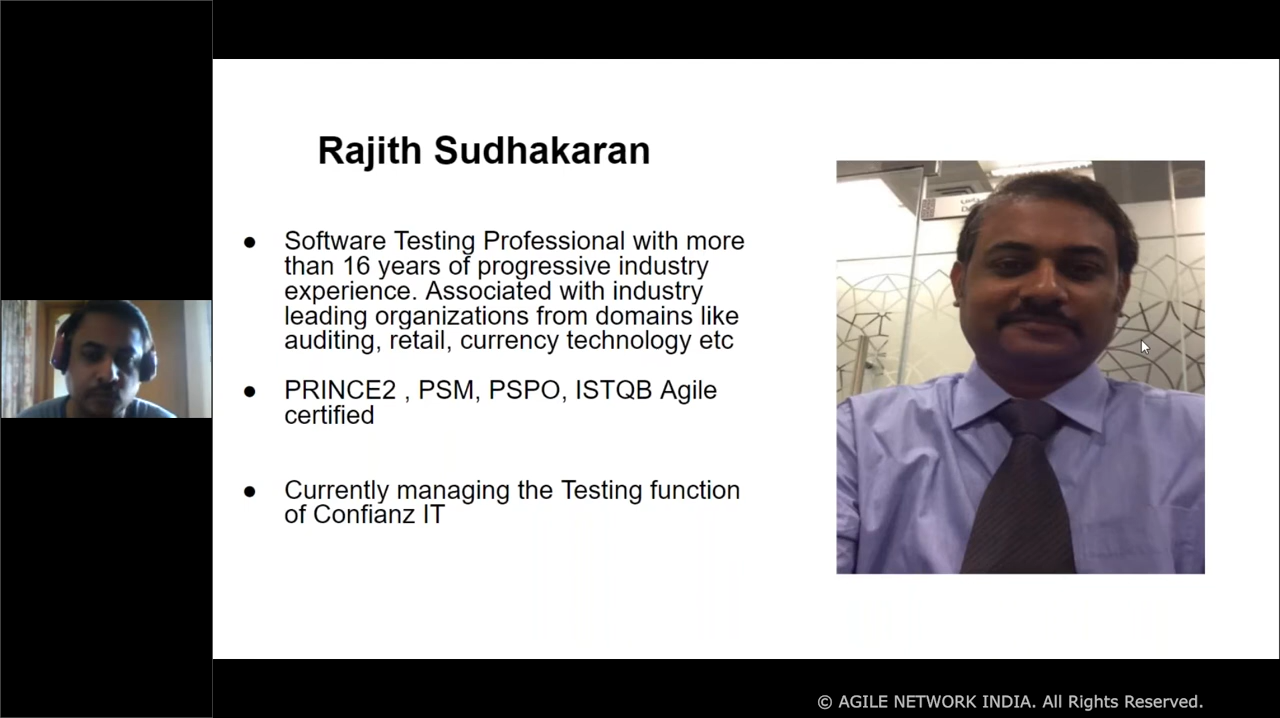 Rajith Sudhakaran
● Software Testing Professional with more
than 16 years of progressive industry
experience. Associated with industry
leading organizations from domains like
auditing, retail, currency technology etc
● PRINCE2 , PSM, PSPO, ISTQB Agile
certified
● Currently managing the Testing function
of Confianz IT
© AGILE NETWORK INDIA. All Rights Reserved.